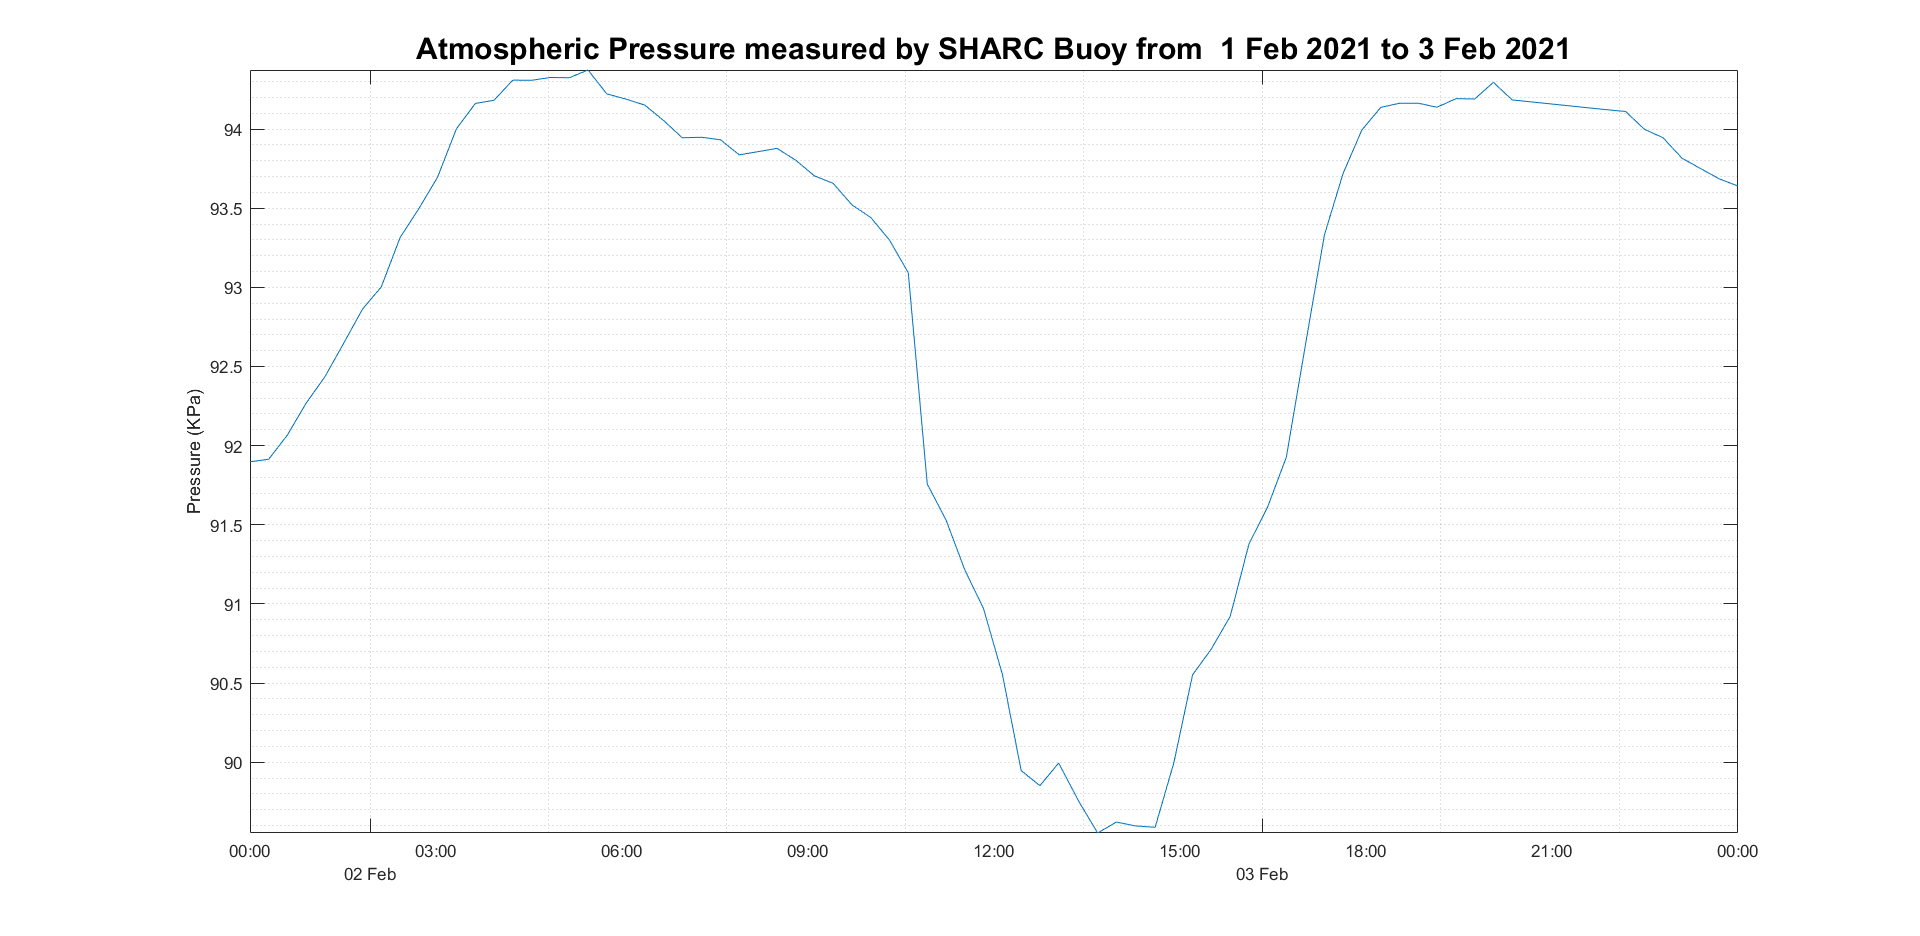 Atmospheric Pressure measured by SHARC Buoy from  1 Feb 2021 to 3 Feb 2021
Pressure (KPa)
94
93.5
93
92.5
92
91.5
91
90.5
90
00:00 03:00 06:00 09:00 12:00 15:00 18:00 21:00 00:00
02 Feb 03 Feb